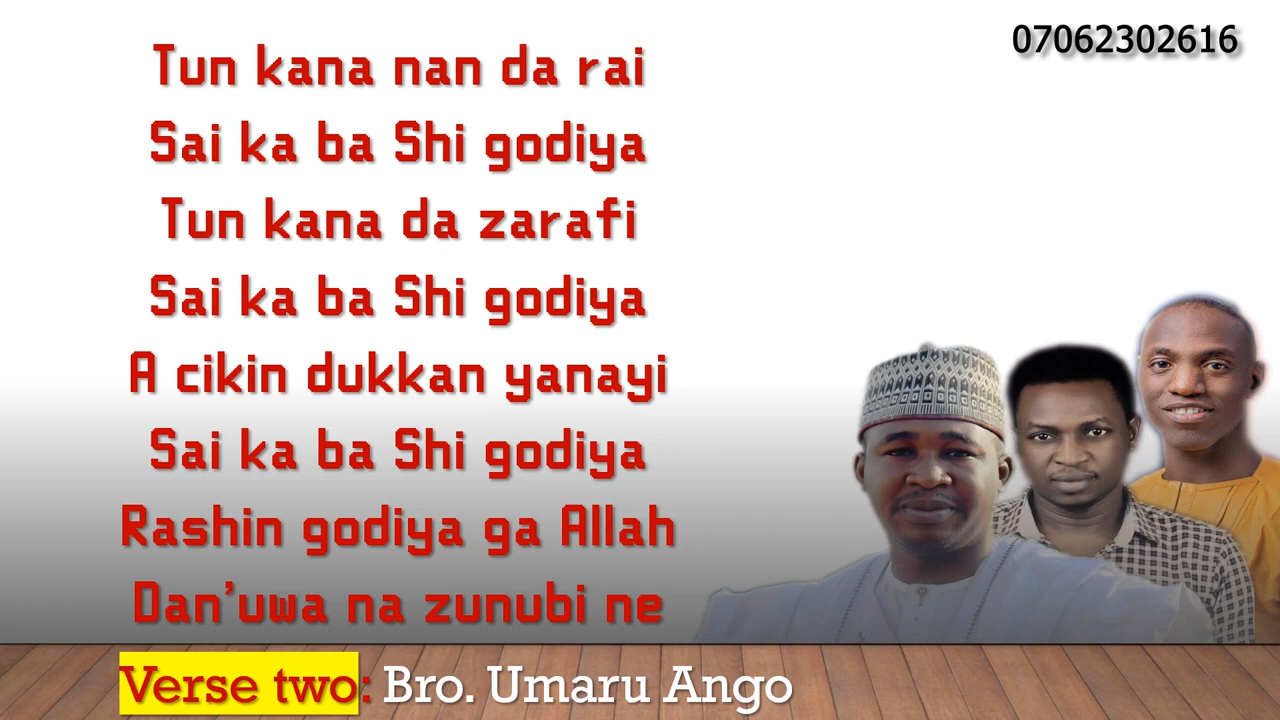 07062302616
Tun kana nan da rai
Sai ka ba Shi godiya
Tun kana da zarafi
Sai ka ba Shi godiya
A cikin dukkan yanayi
Sai ka ba Shi godiya
Rashin godiya ga Allah
Dan'uwa na zunubi ne
Verse two: Bro. Umaru Ango